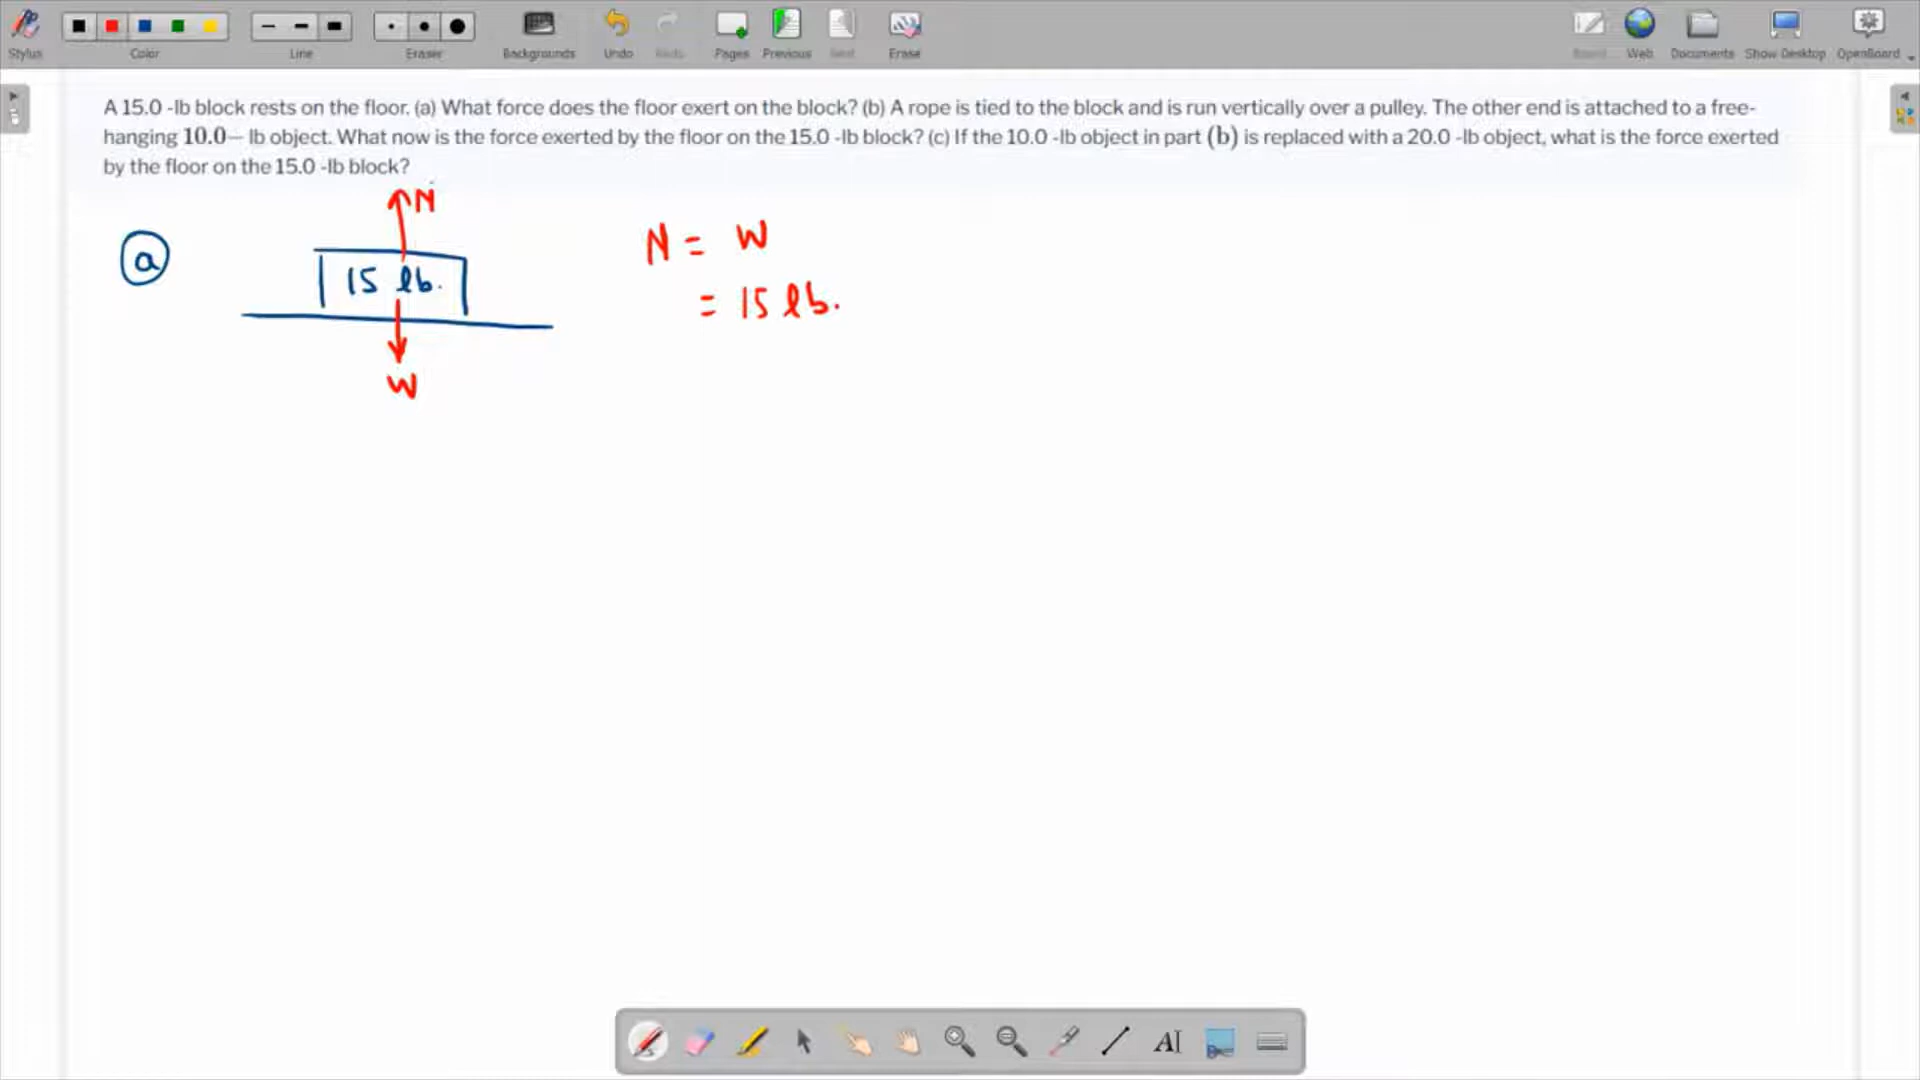 Stylus Color Line Eraser Backgrounds Undo Redo Pages Previous Next Erase Board Web Documents Show Desktop OpenBoard
A 15.0 -lb block rests on the floor. (a) What force does the floor exert on the block? (b) A rope is tied to the block and is run vertically over a pulley. The other end is attached to a free-
hanging 10.0— lb object. What now is the force exerted by the floor on the 15.0 -lb block? (c) If the 10.0 -lb object in part (b) is replaced with a 20.0 -lb object, what is the force exerted
by the floor on the 15.0 -lb block?
N
a
15 lb.
W
N = W
= 15 lb.
AI